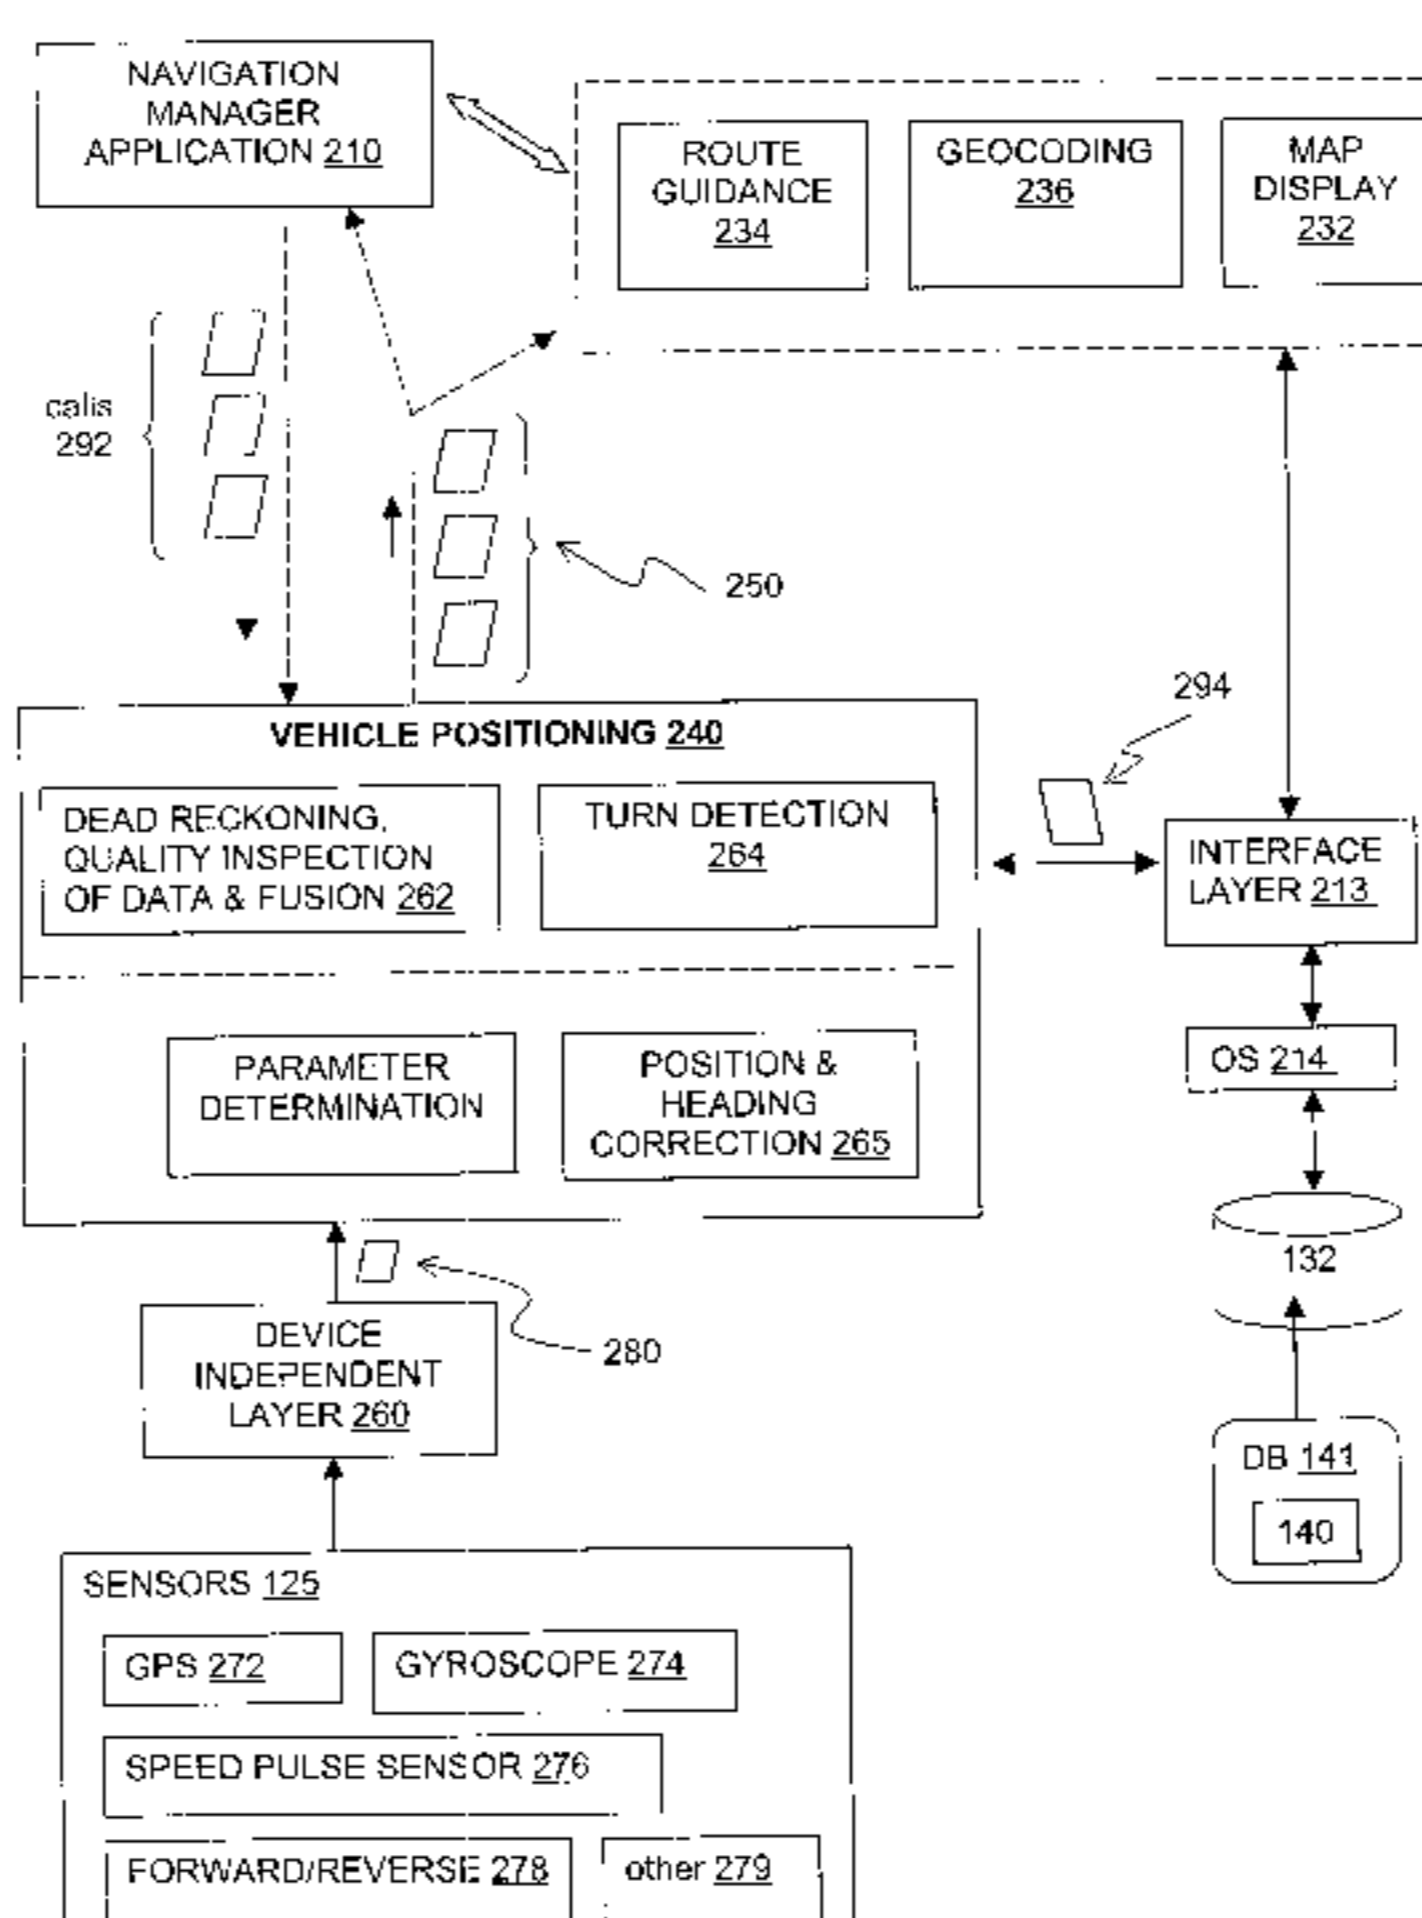 NAVIGATION
MANAGER
APPLICATION 210
ROUTE
GUIDANCE
234
GEOCODING
236
MAP
DISPLAY
232
calls
292
250
294
VEHICLE POSITIONING 240
DEAD RECKONING,
QUALITY INSPECTION
OF DATA & FUSION 262
TURN DETECTION
264
INTERFACE
LAYER 213
PARAMETER
DETERMINATION
POSITION &
HEADING
CORRECTION 265
OS 214
132
280
DEVICE
INDEPENDENT
LAYER 260
DB 141
140
SENSORS 125
GPS 272
GYROSCOPE 274
SPEED PULSE SENSOR 276
FORWARD/REVERSE 278
other 279